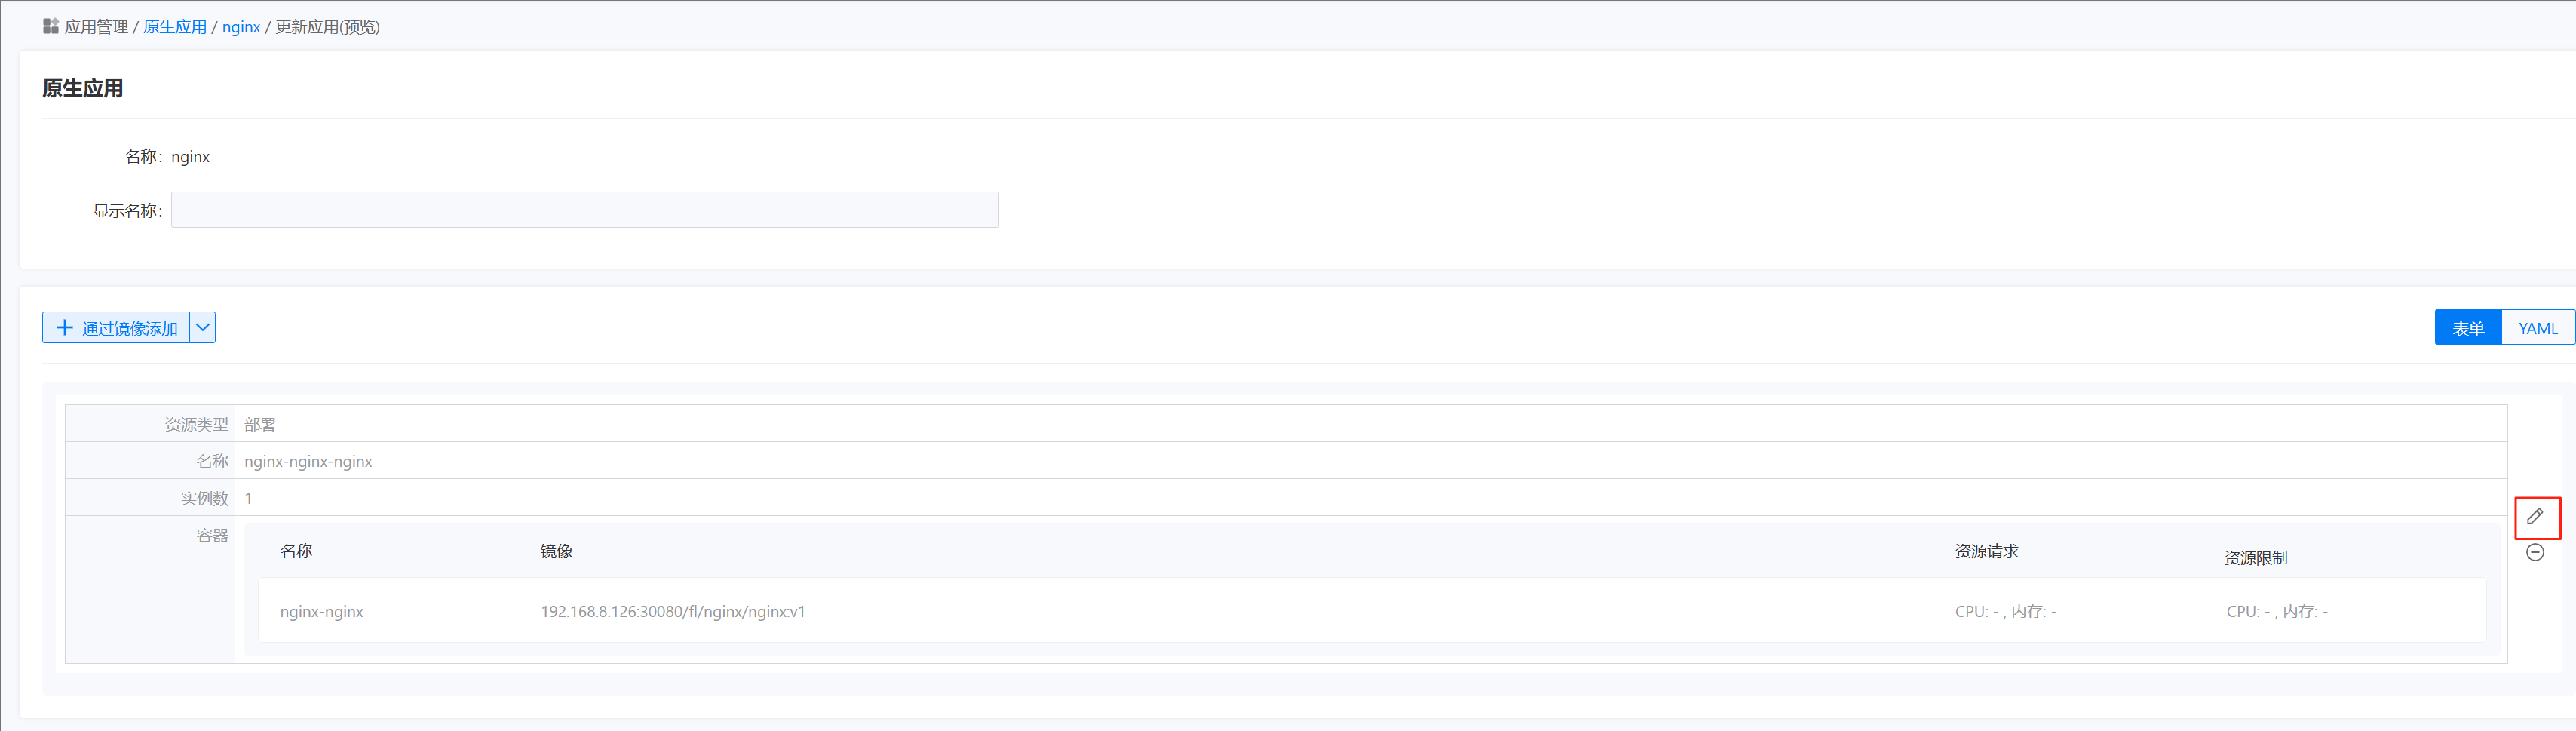 应用管理 / 原生应用 / nginx / 更新应用(预览)
原生应用
名称: nginx
显示名称:
通过镜像添加
表单 YAML
资源类型 部署
名称 nginx-nginx-nginx
实例数 1
容器
名称 镜像 资源请求 资源限制
nginx-nginx 192.168.8.126:30080/fl/nginx/nginx:v1 CPU: - , 内存: - CPU: - , 内存: -